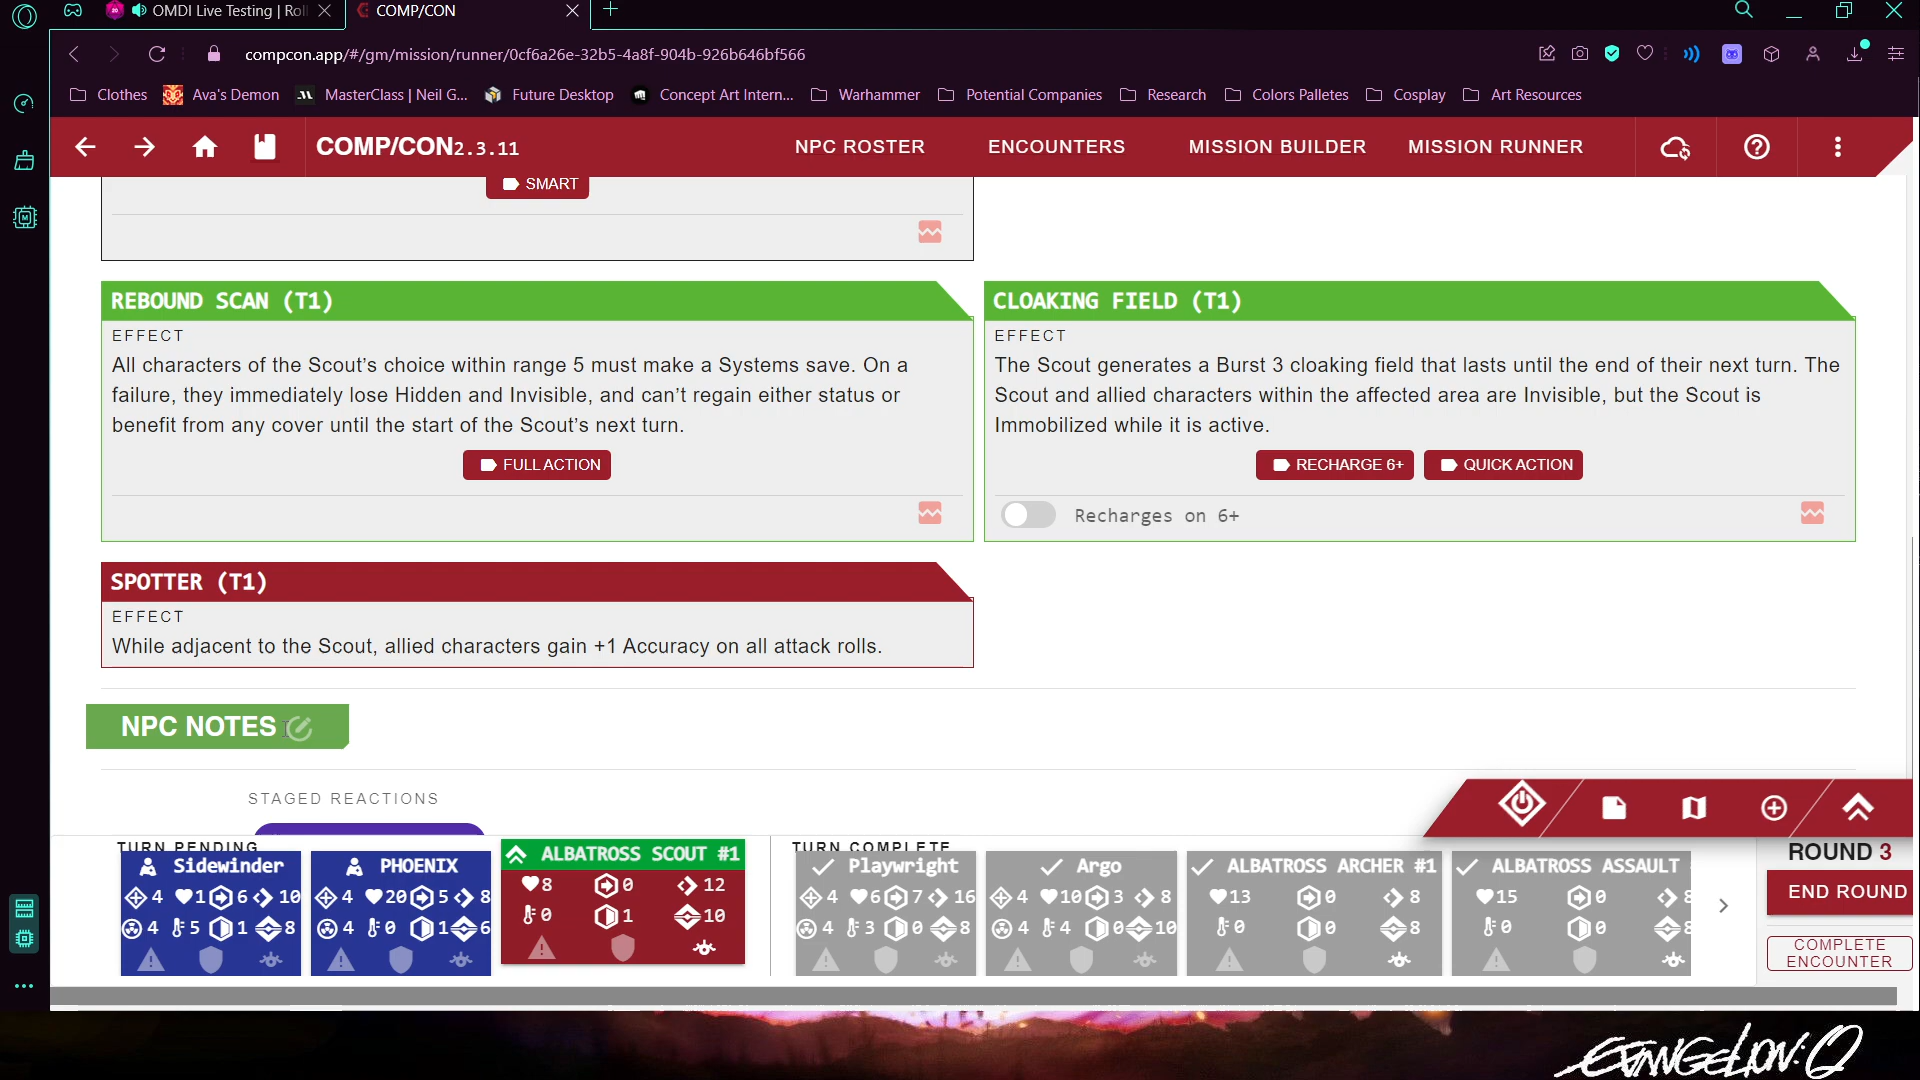 OMDI Live Testing | Rol
COMP/CON
compcon.app/#/gm/mission/runner/0cf6a26e-32b5-4a8f-904b-926b646bf566
Clothes
Ava's Demon
MasterClass | Neil G...
Future Desktop
Concept Art Intern...
Warhammer
Potential Companies
Research
Colors Palletes
Cosplay
Art Resources
COMP/CON2.3.11
NPC ROSTER
ENCOUNTERS
MISSION BUILDER
MISSION RUNNER
SMART
REBOUND SCAN (T1)
EFFECT
All characters of the Scout's choice within range 5 must make a Systems save. On a
failure, they immediately lose Hidden and Invisible, and can't regain either status or
benefit from any cover until the start of the Scout's next turn.
FULL ACTION
CLOAKING FIELD (T1)
EFFECT
The Scout generates a Burst 3 cloaking field that lasts until the end of their next turn. The
Scout and allied characters within the affected area are Invisible, but the Scout is
Immobilized while it is active.
RECHARGE 6+
QUICK ACTION
Recharges on 6+
SPOTTER (T1)
EFFECT
While adjacent to the Scout, allied characters gain +1 Accuracy on all attack rolls.
NPC NOTES
STAGED REACTIONS
TURN PENDING
Sidewinder
4 1 6 10
4 5 1 8
PHOENIX
4 20 5 8
4 0 1 6
ALBATROSS SCOUT #1
8 0 12
0 1 10
TURN COMPLETE
Playwright
4 6 7 16
4 3 0 8
Argo
4 10 3 8
4 4 0 10
ALBATROSS ARCHER #1
13 0 8
0 0 8
ALBATROSS ASSAULT
15 0 8
0 0 8
ROUND 3
END ROUND
COMPLETE
ENCOUNTER
EVANGELION:Q